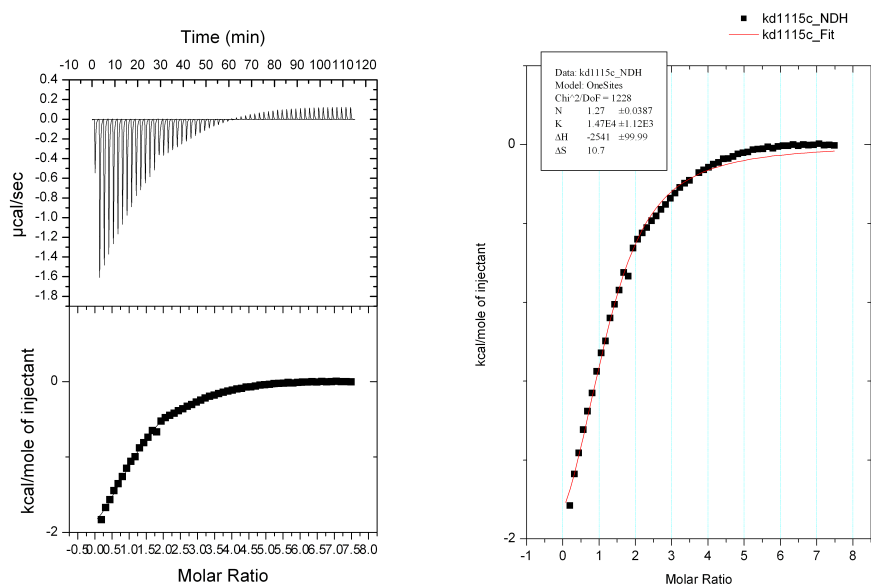 Time (min)
-10 0 10 20 30 40 50 60 70 80 90 100 110 120
0.4
0.2
0.0
-0.2
-0.4
-0.6
-0.8
-1.0
-1.2
-1.4
-1.6
-1.8
µcal/sec
0
-2
kcal/mole of injectant
-0.50.00.51.01.52.02.53.03.54.04.55.05.56.06.57.07.58.0
Molar Ratio
kd1115c_NDH
kd1115c_Fit
Data: kd1115c_NDH
Model: OneSites
Chi^2/DoF = 1228
N 1.27 ±0.0387
K 1.47E4 ±1.12E3
ΔH -2541 ±99.99
ΔS 10.7
0
-2
kcal/mole of injectant
-1 0 1 2 3 4 5 6 7 8
Molar Ratio